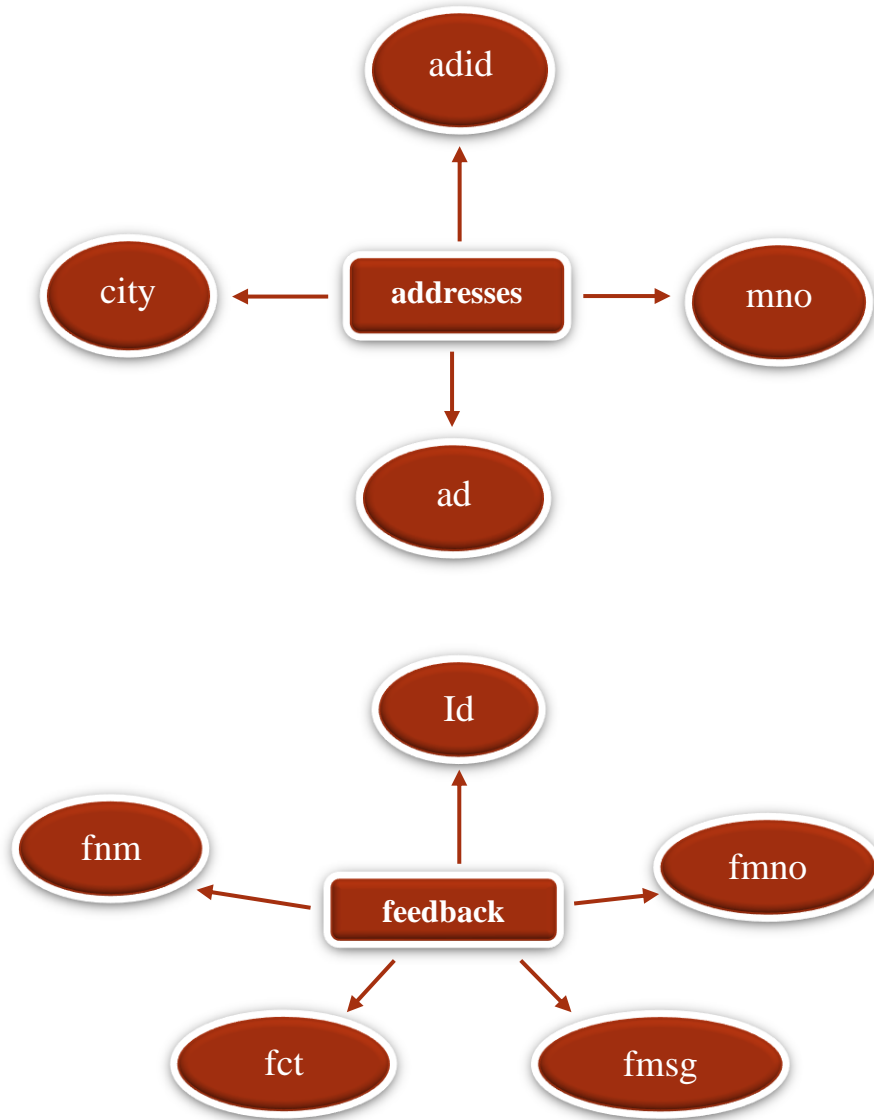 adid
city
addresses
mno
ad
Id
fnm
fmno
feedback
fct
fmsg